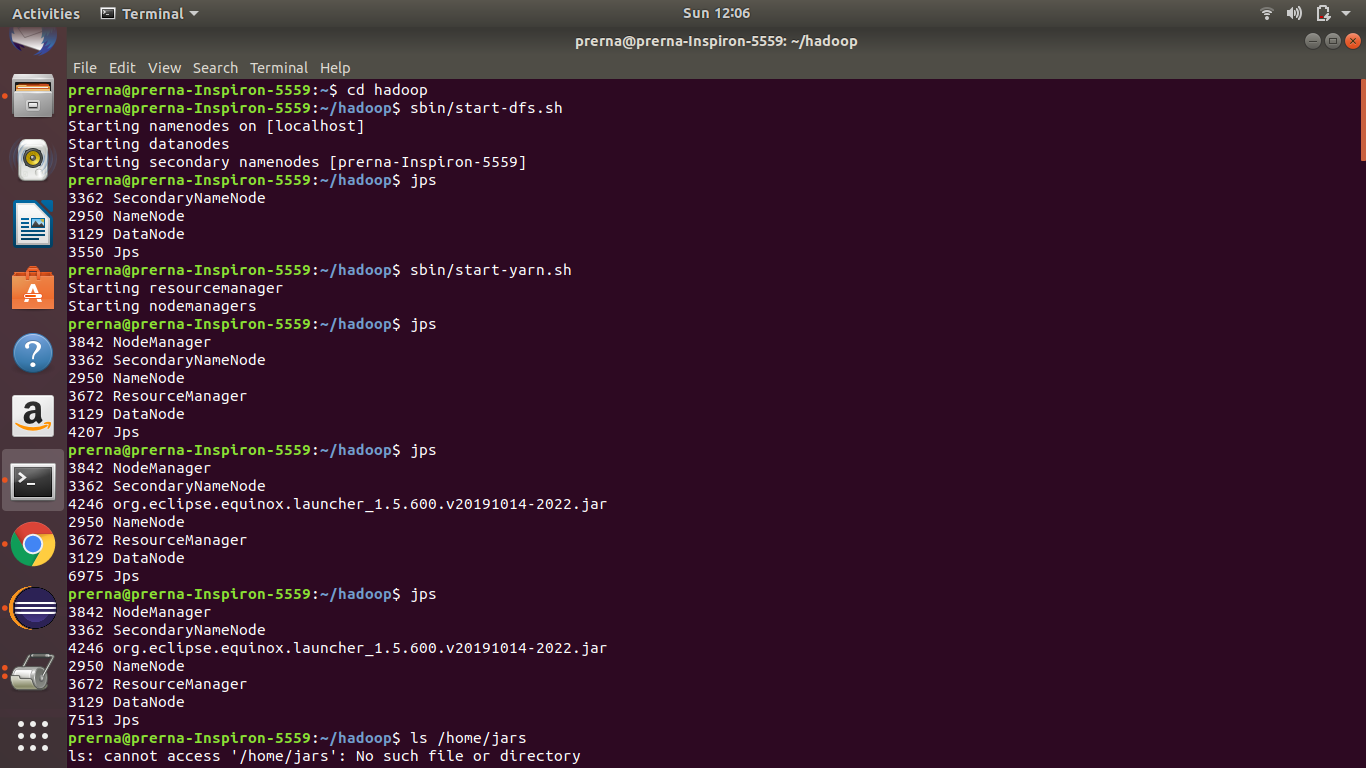 Activities Terminal Sun 12:06
prerna@prerna-Inspiron-5559: ~/hadoop
File Edit View Search Terminal Help
prerna@prerna-Inspiron-5559:~$ cd hadoop
prerna@prerna-Inspiron-5559:~/hadoop$ sbin/start-dfs.sh
Starting namenodes on [localhost]
Starting datanodes
Starting secondary namenodes [prerna-Inspiron-5559]
prerna@prerna-Inspiron-5559:~/hadoop$ jps
3362 SecondaryNameNode
2950 NameNode
3129 DataNode
3550 Jps
prerna@prerna-Inspiron-5559:~/hadoop$ sbin/start-yarn.sh
Starting resourcemanager
Starting nodemanagers
prerna@prerna-Inspiron-5559:~/hadoop$ jps
3842 NodeManager
3362 SecondaryNameNode
2950 NameNode
3672 ResourceManager
3129 DataNode
4207 Jps
prerna@prerna-Inspiron-5559:~/hadoop$ jps
3842 NodeManager
3362 SecondaryNameNode
4246 org.eclipse.equinox.launcher_1.5.600.v20191014-2022.jar
2950 NameNode
3672 ResourceManager
3129 DataNode
6975 Jps
prerna@prerna-Inspiron-5559:~/hadoop$ jps
3842 NodeManager
3362 SecondaryNameNode
4246 org.eclipse.equinox.launcher_1.5.600.v20191014-2022.jar
2950 NameNode
3672 ResourceManager
3129 DataNode
7513 Jps
prerna@prerna-Inspiron-5559:~/hadoop$ ls /home/jars
ls: cannot access '/home/jars': No such file or directory